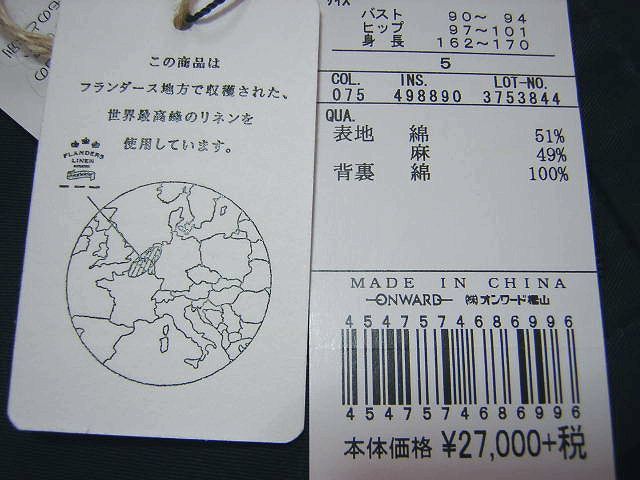 この商品は
フランダース地方で収穫された、
世界最高峰のリネンを
使用しています。
FLANDERS
LINEN
サイズ
バスト 90～ 94
ヒップ 97～101
身長 162～170
5
COL. INS. LOT-NO.
075 498890 3753844
QUA.
表地 綿 51%
麻 49%
背裏 綿 100%
MADE IN CHINA
ONWARD ㈱オンワード樫山
4547574686996
4547574686996
本体価格 ¥27,000+税